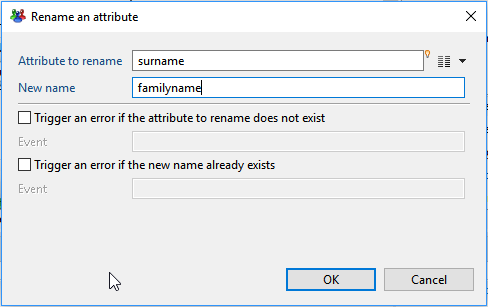 Rename an attribute
Attribute to rename surname
New name familyname
Trigger an error if the attribute to rename does not exist
Event
Trigger an error if the new name already exists
Event
OK Cancel